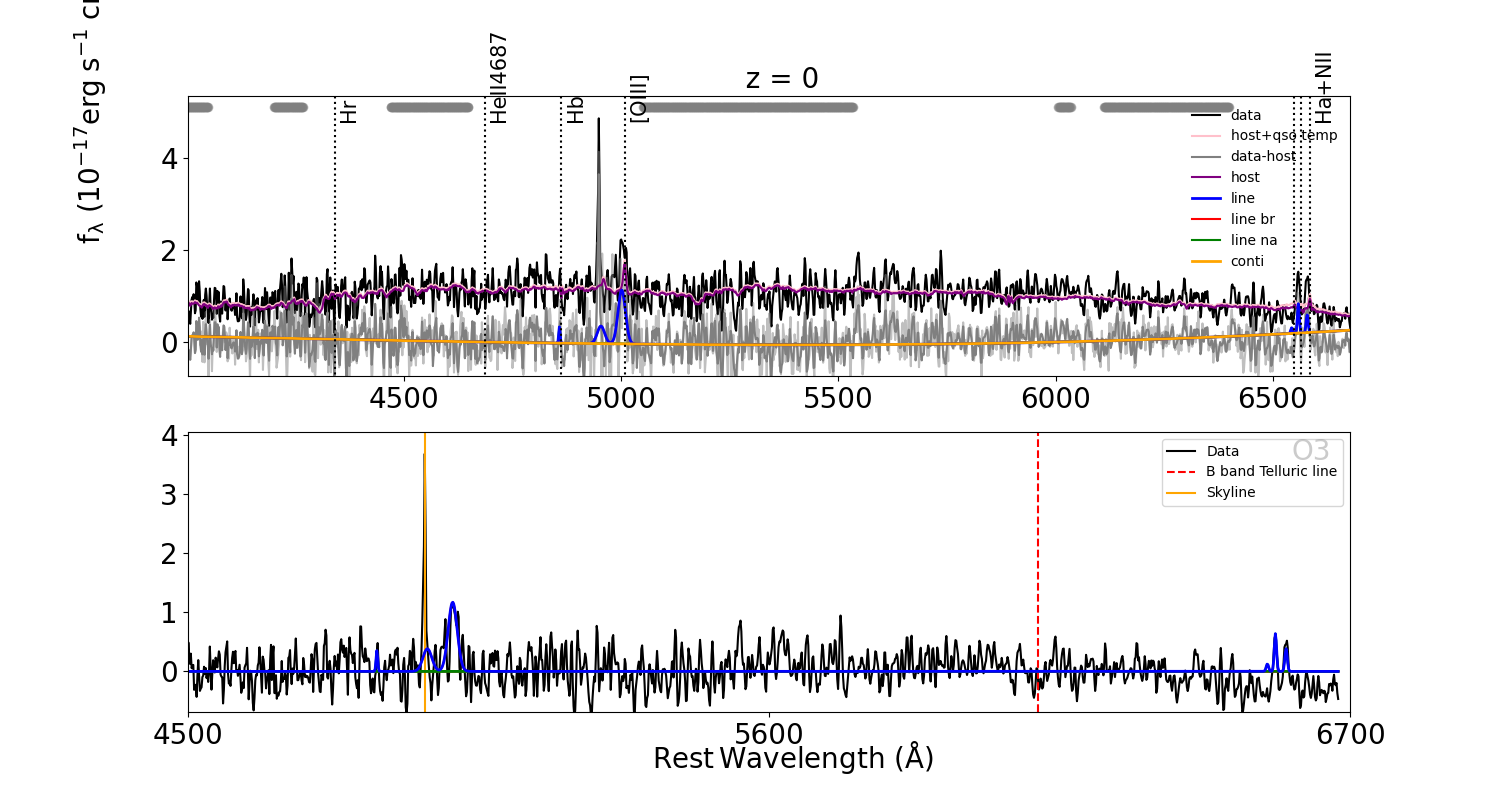 z = 0
f_λ (10⁻¹⁷erg s⁻¹ c
Hr
HeII4687
Hb
[OIII]
Ha+NII
data
host+qso temp
data-host
host
line
line br
line na
conti
4
2
0
4500
5000
5500
6000
6500
O3
Data
B band Telluric line
Skyline
4
3
2
1
0
4500
5600
6700
Rest Wavelength (Å)